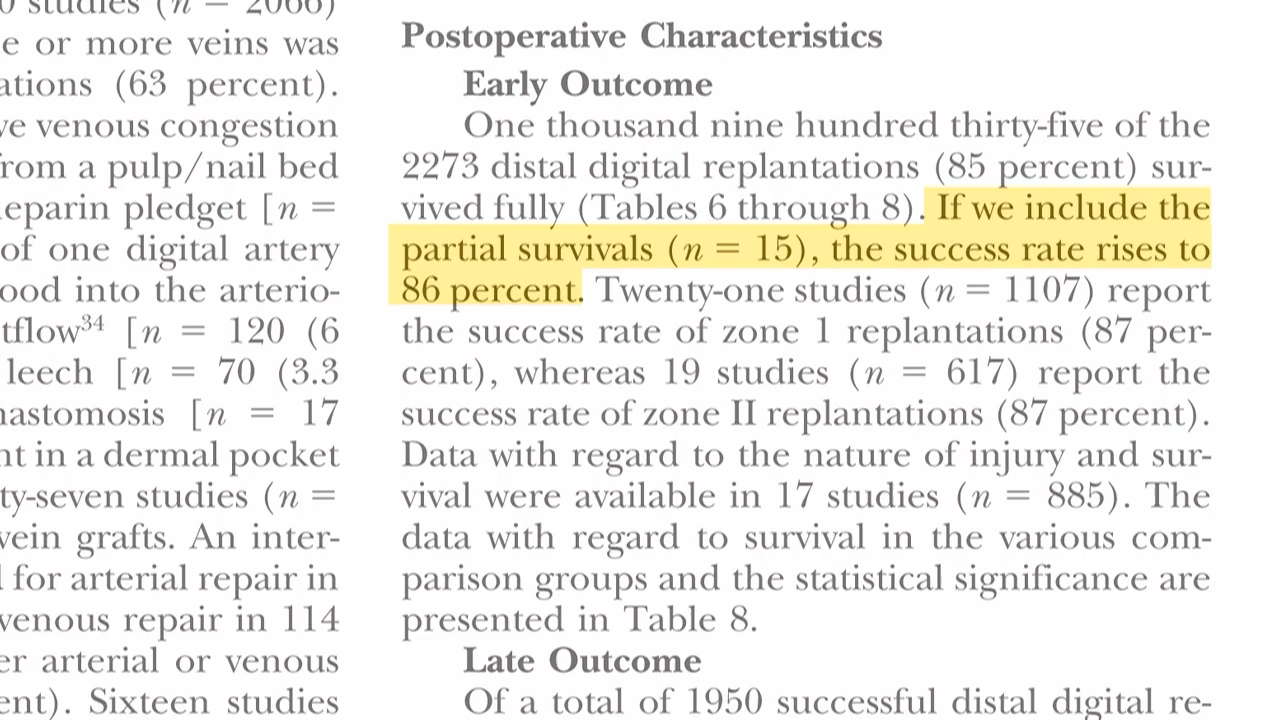 studies (n = 2066)
e or more veins was
ations (63 percent).
ve venous congestion
rom a pulp/nail bed
eparin pledget [n =
of one digital artery
ood into the arterio-
tflow34 [n = 120 (6
leech [n = 70 (3.3
nastomosis [n = 17
nt in a dermal pocket
ty-seven studies (n =
vein grafts. An inter-
for arterial repair in
venous repair in 114
er arterial or venous
ent). Sixteen studies
Postoperative Characteristics
Early Outcome
One thousand nine hundred thirty-five of the
2273 distal digital replantations (85 percent) sur-
vived fully (Tables 6 through 8). If we include the
partial survivals (n = 15), the success rate rises to
86 percent. Twenty-one studies (n = 1107) report
the success rate of zone 1 replantations (87 per-
cent), whereas 19 studies (n = 617) report the
success rate of zone II replantations (87 percent).
Data with regard to the nature of injury and sur-
vival were available in 17 studies (n = 885). The
data with regard to survival in the various com-
parison groups and the statistical significance are
presented in Table 8.
Late Outcome
Of a total of 1950 successful distal digital re-